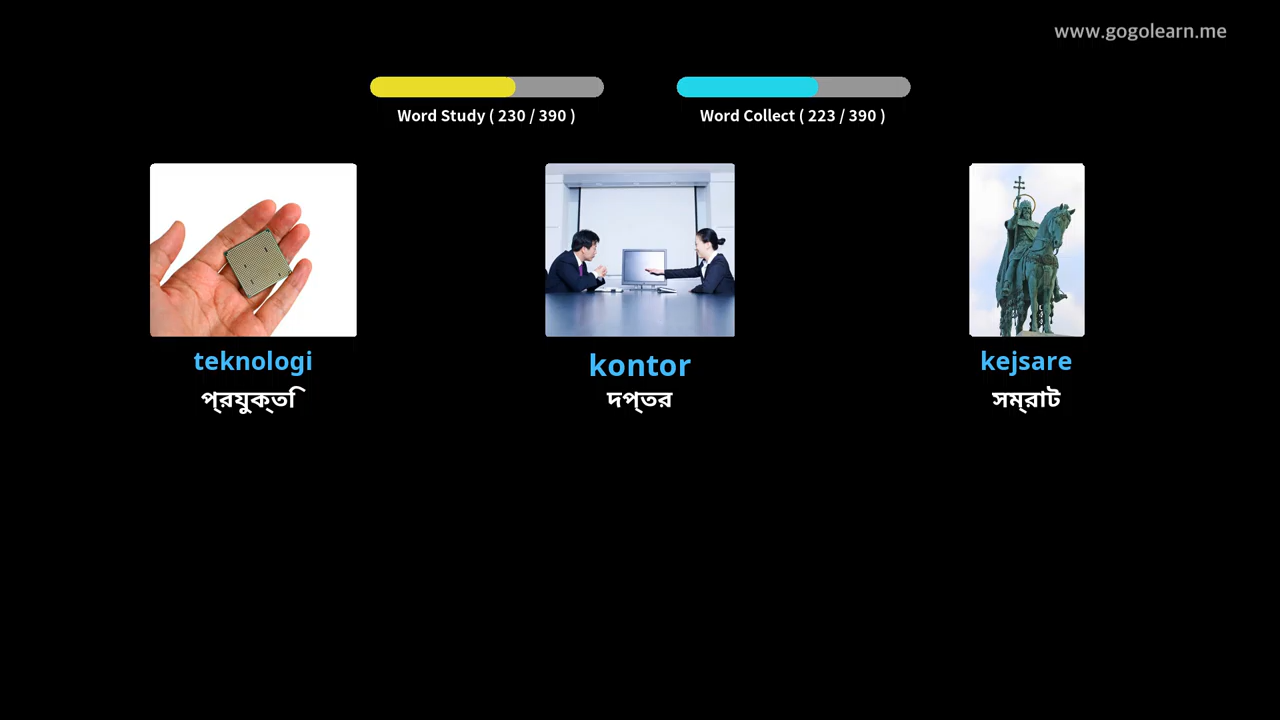 www.gogolearn.me
Word Study ( 230 / 390 )
Word Collect ( 223 / 390 )
teknologi
kontor
kejsare
প্রযুক্তি
দপ্তর
সম্রাট